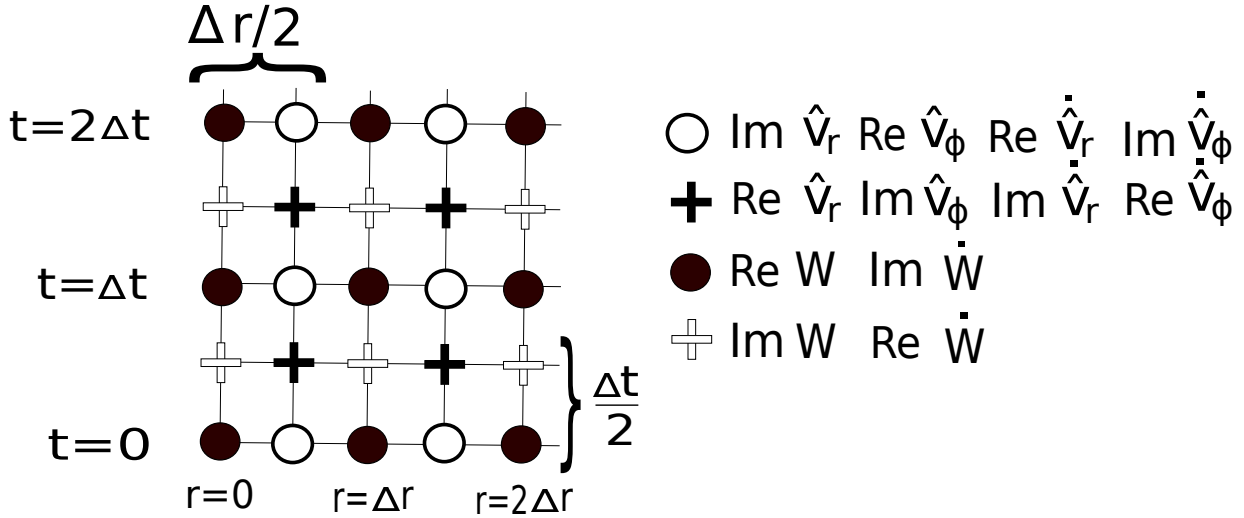 Δ r/2
t=2Δt
Im v̂r Re v̂ϕ Re v̂̇r Im v̂̇ϕ
Re v̂r Im v̂ϕ Im v̂̇r Re v̂̇ϕ
t=Δt
Re W Im Ẇ
Im W Re Ẇ
Δt
2
t=0
r=0 r=Δr r=2Δr